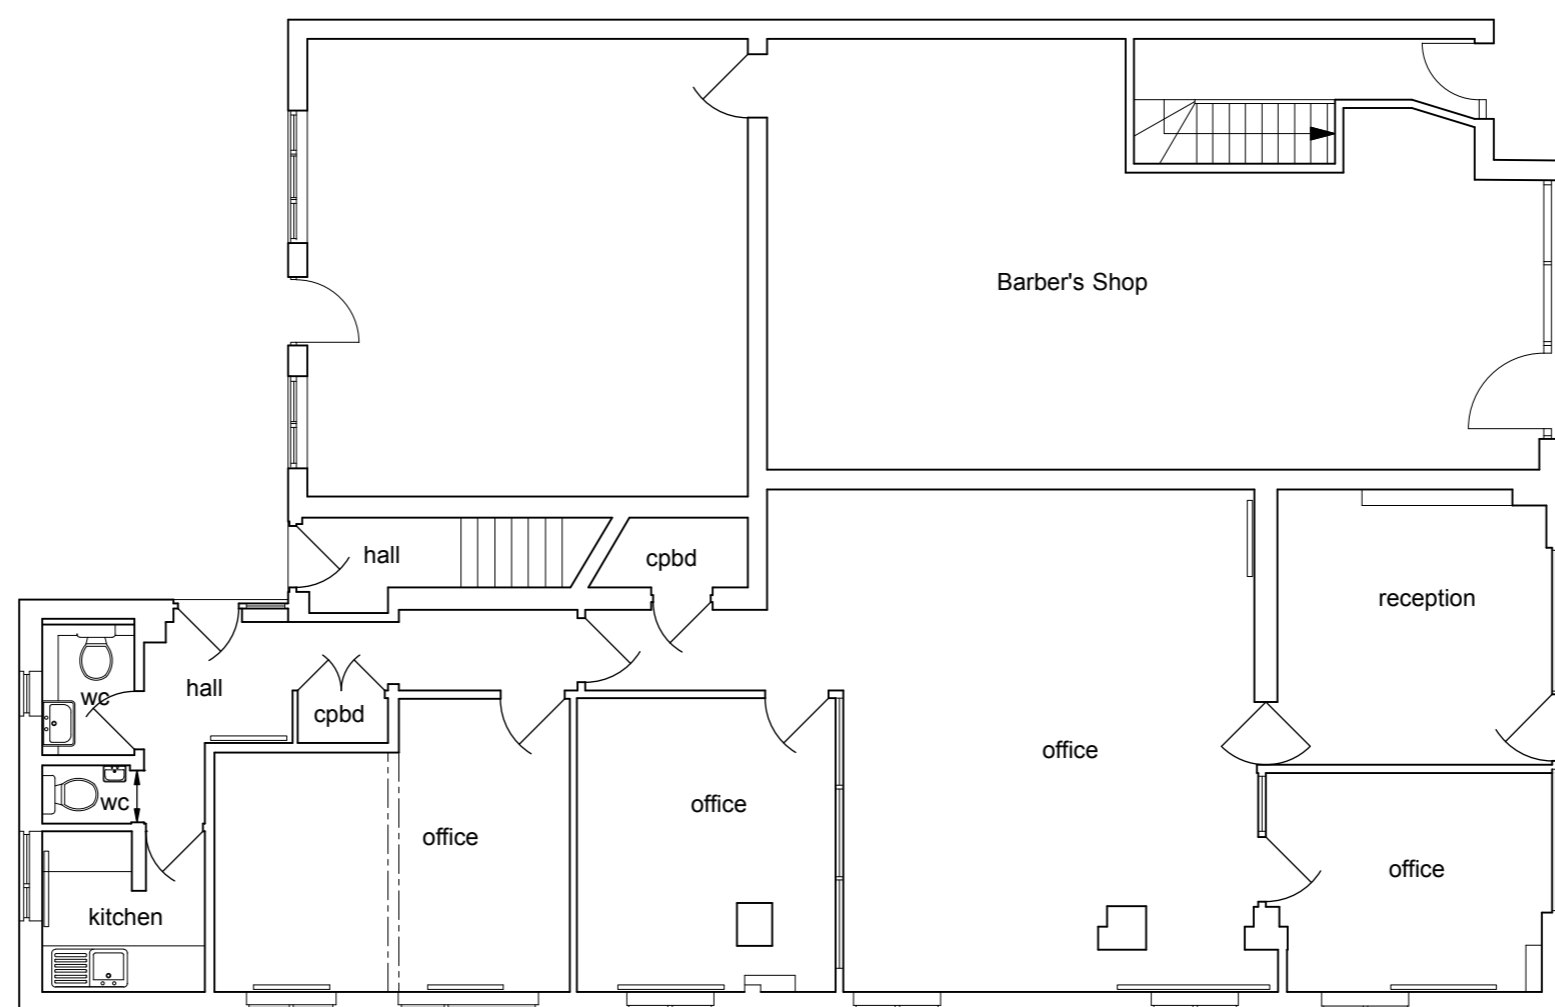 Barber's Shop
hall
cpbd
reception
hall
wc
cpbd
office
office
wc
office
office
kitchen